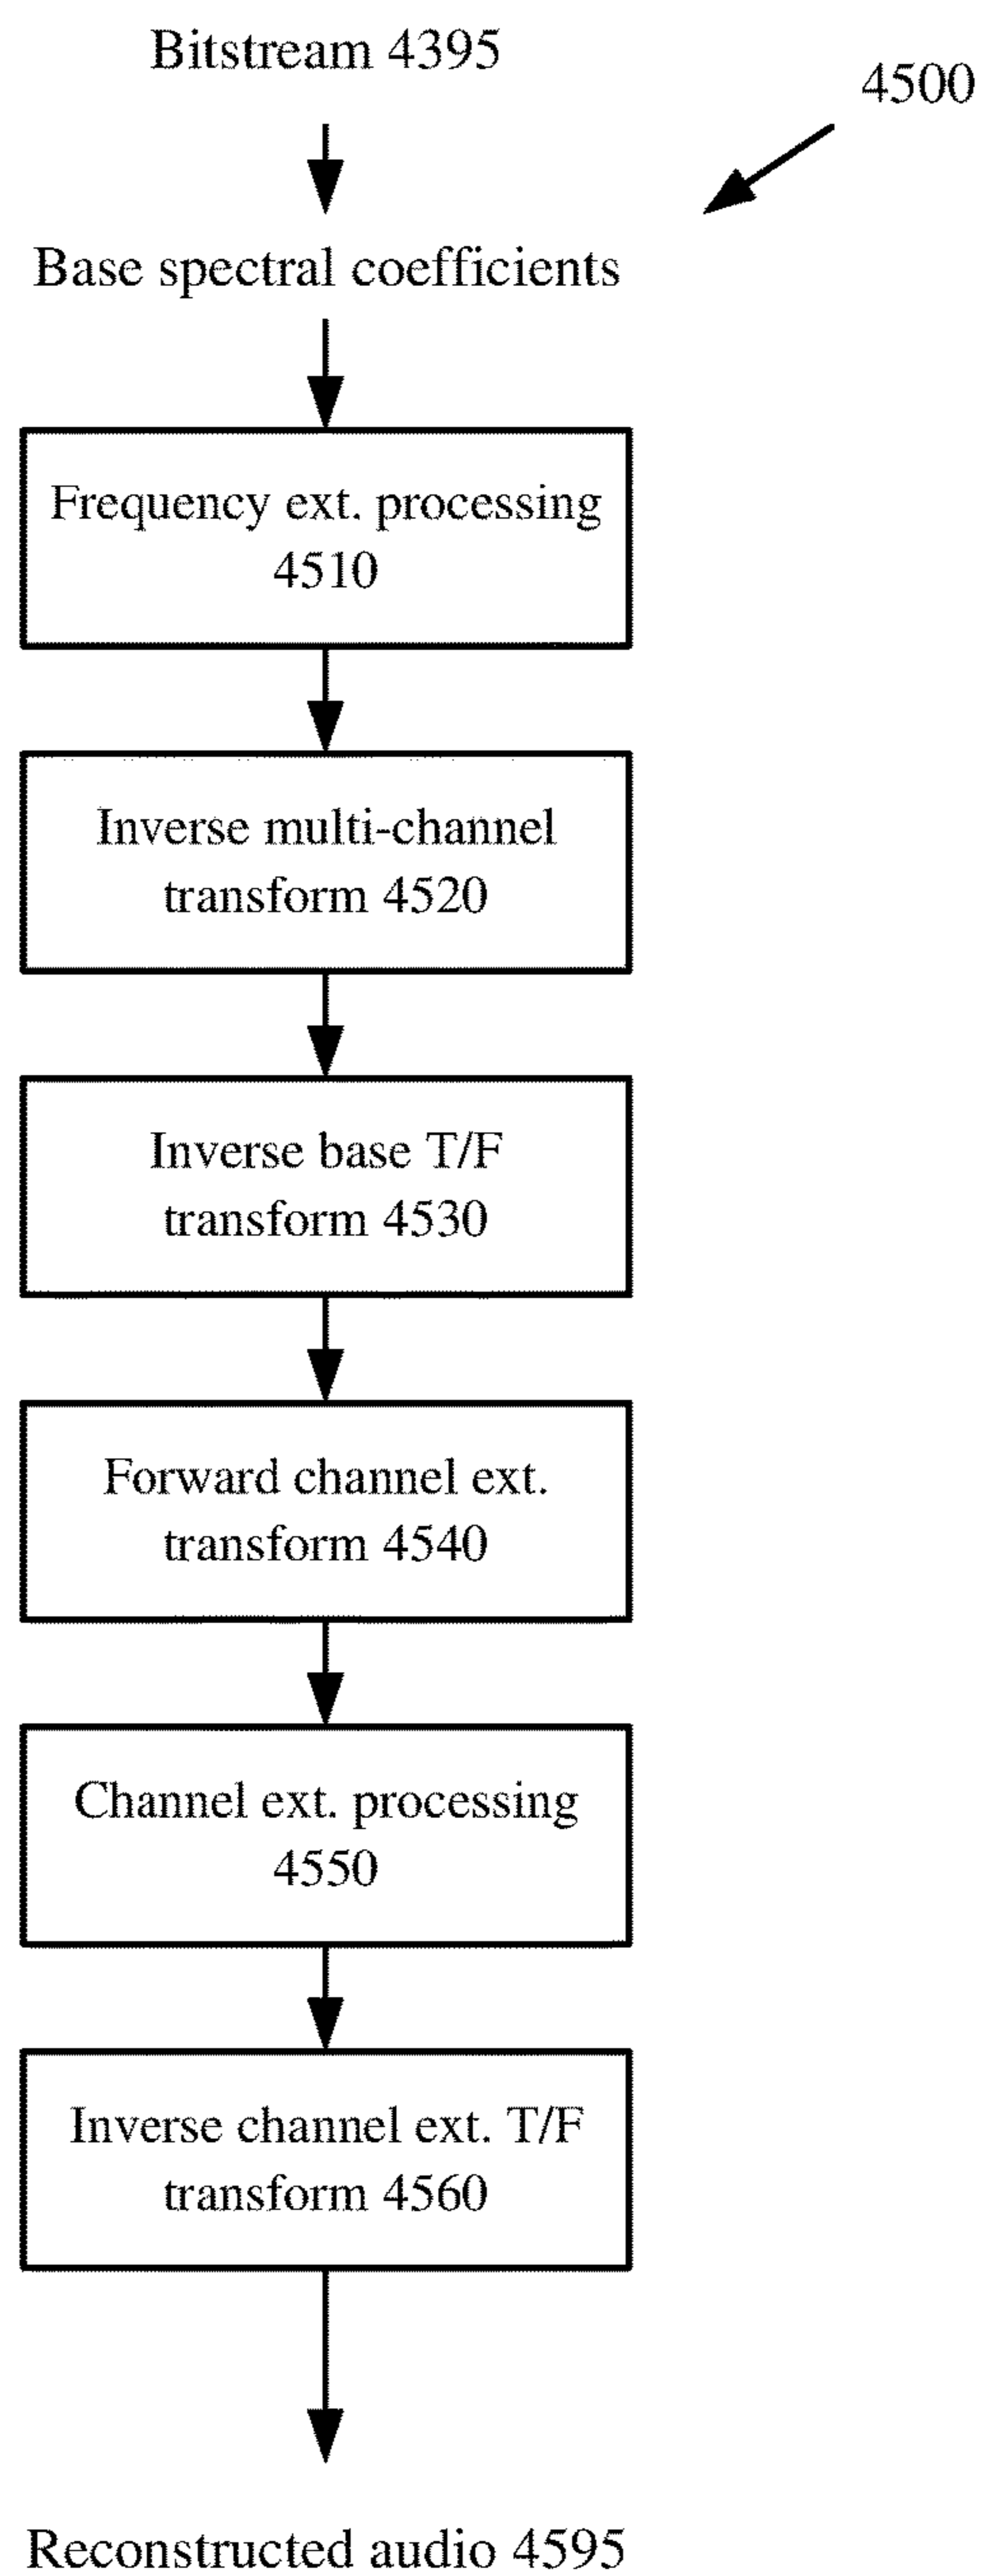 Bitstream 4395
4500
Base spectral coefficients
Frequency ext. processing
4510
Inverse multi-channel
transform 4520
Inverse base T/F
transform 4530
Forward channel ext.
transform 4540
Channel ext. processing
4550
Inverse channel ext. T/F
transform 4560
Reconstructed audio 4595